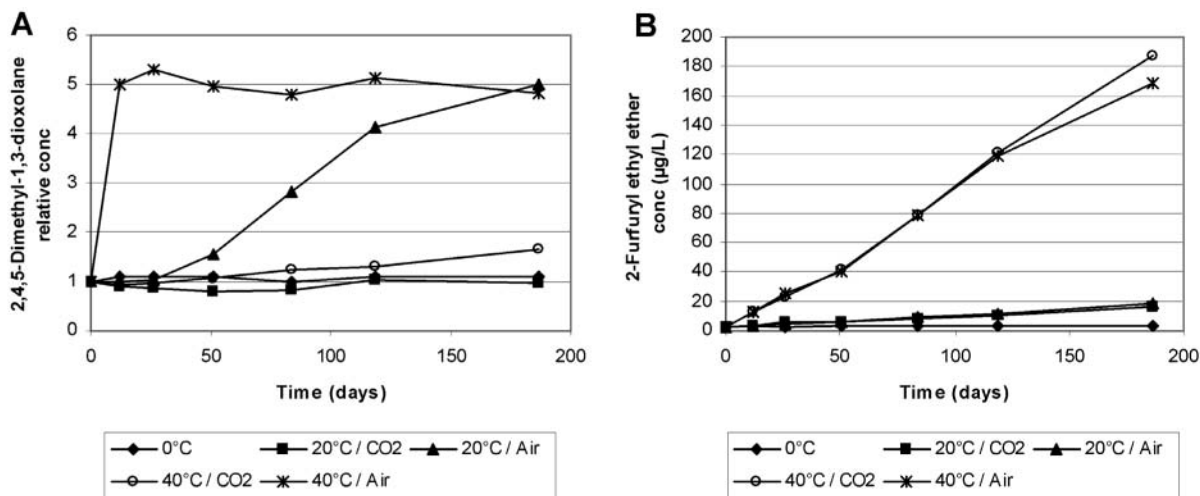 A
2,4,5-Dimethyl-1,3-dioxolane
relative conc
6
5
4
3
2
1
0
0
50
100
150
200
Time (days)
0°C
20°C / CO2
20°C / Air
40°C / CO2
40°C / Air
B
2-Furfuryl ethyl ether
conc (µg/L)
200
180
160
140
120
100
80
60
40
20
0
0
50
100
150
200
Time (days)
0°C
20°C / CO2
20°C / Air
40°C / CO2
40°C / Air